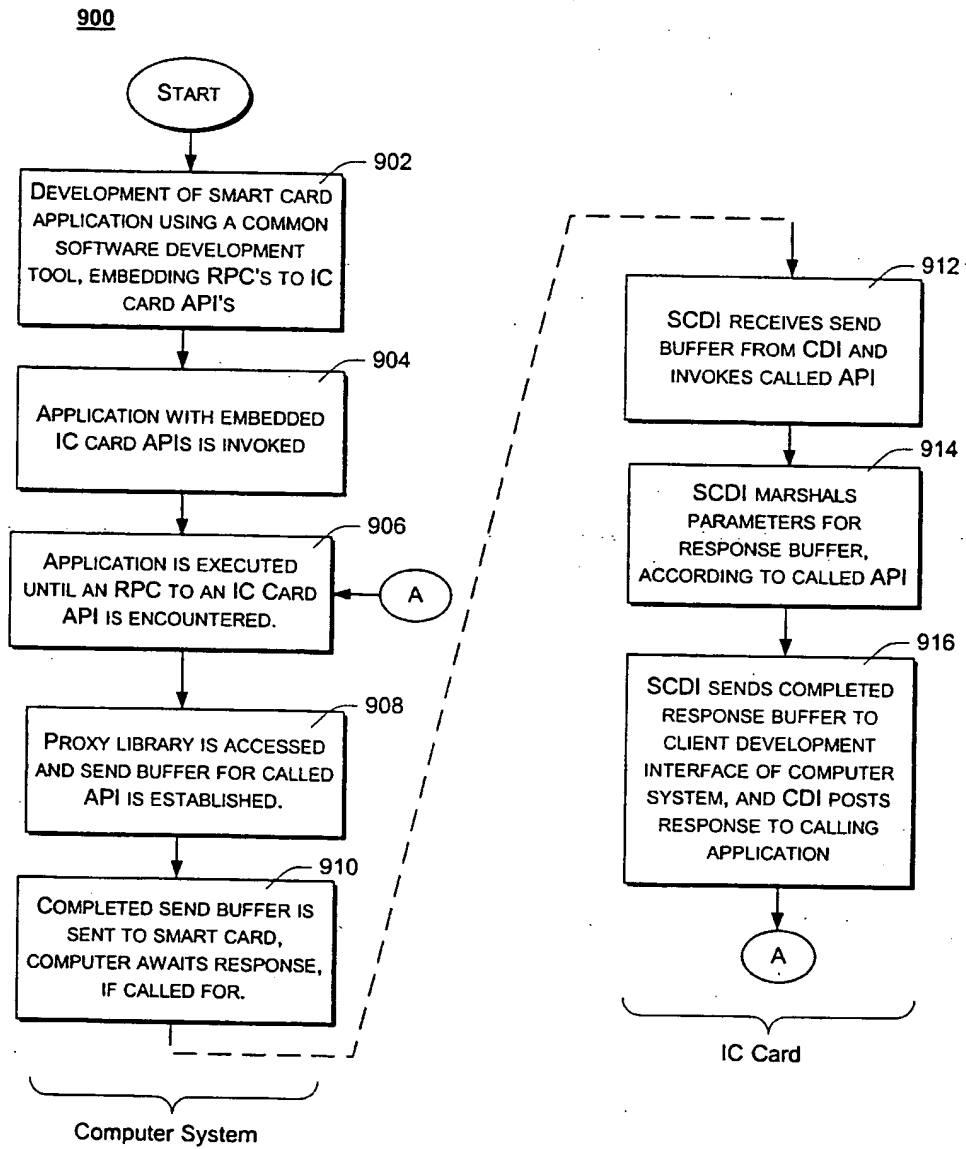 900
START
902
DEVELOPMENT OF SMART CARD
APPLICATION USING A COMMON
SOFTWARE DEVELOPMENT
TOOL, EMBEDDING RPC'S TO IC
CARD API'S
904
APPLICATION WITH EMBEDDED
IC CARD APIS IS INVOKED
906
APPLICATION IS EXECUTED
UNTIL AN RPC TO AN IC CARD
API IS ENCOUNTERED.
A
908
PROXY LIBRARY IS ACCESSED
AND SEND BUFFER FOR CALLED
API IS ESTABLISHED.
910
COMPLETED SEND BUFFER IS
SENT TO SMART CARD,
COMPUTER AWAITS RESPONSE,
IF CALLED FOR.
Computer System
912
SCDI RECEIVES SEND
BUFFER FROM CDI AND
INVOKES CALLED API
914
SCDI MARSHALS
PARAMETERS FOR
RESPONSE BUFFER,
ACCORDING TO CALLED API
916
SCDI SENDS COMPLETED
RESPONSE BUFFER TO
CLIENT DEVELOPMENT
INTERFACE OF COMPUTER
SYSTEM, AND CDI POSTS
RESPONSE TO CALLING
APPLICATION
A
IC Card